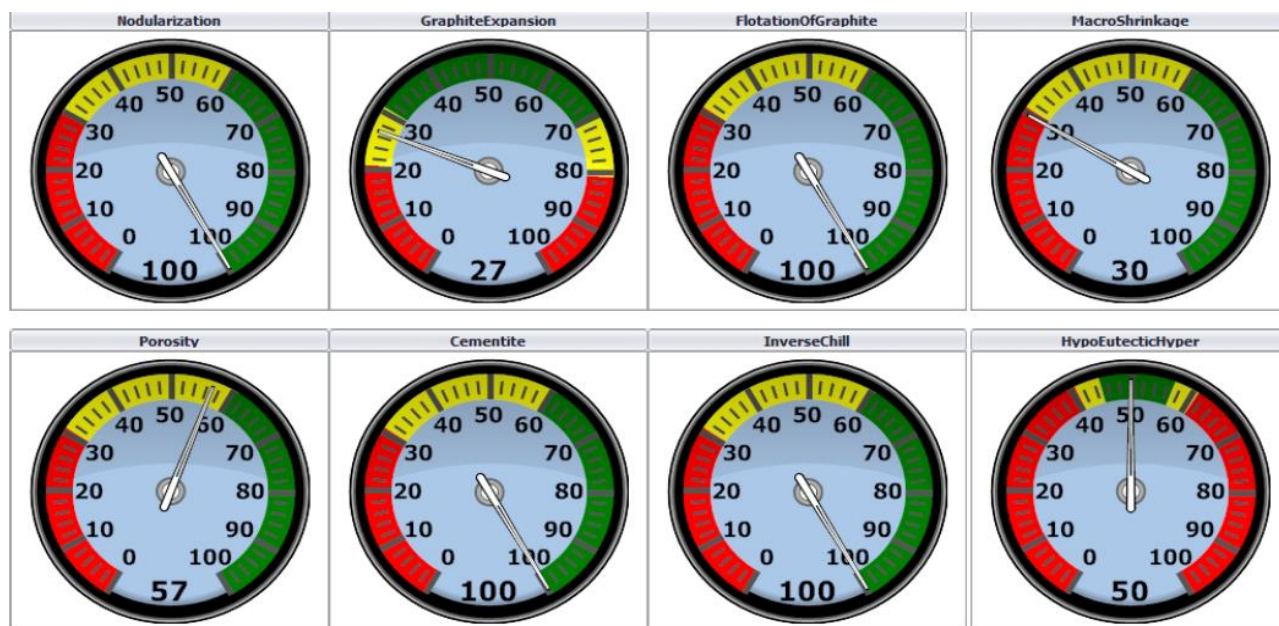 Nodularization GraphiteExpansion FlotationOfGraphite MacroShrinkage
0 10 20 30 40 50 60 70 80 90 100
100
0 10 20 30 40 50 60 70 80 90 100
27
0 10 20 30 40 50 60 70 80 90 100
100
0 10 20 30 40 50 60 70 80 90 100
30
Porosity Cementite InverseChill HypoEutecticHyper
0 10 20 30 40 50 60 70 80 90 100
57
0 10 20 30 40 50 60 70 80 90 100
100
0 10 20 30 40 50 60 70 80 90 100
100
0 10 20 30 40 50 60 70 80 90 100
50